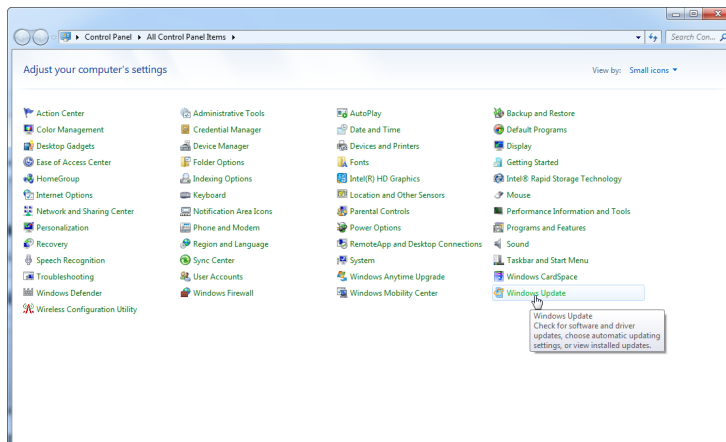 Control Panel ▸ All Control Panel Items ▸ Search Con...
Adjust your computer's settings
View by: Small icons
Action Center Administrative Tools AutoPlay Backup and Restore
Color Management Credential Manager Date and Time Default Programs
Desktop Gadgets Device Manager Devices and Printers Display
Ease of Access Center Folder Options Fonts Getting Started
HomeGroup Indexing Options Intel(R) HD Graphics Intel® Rapid Storage Technology
Internet Options Keyboard Location and Other Sensors Mouse
Network and Sharing Center Notification Area Icons Parental Controls Performance Information and Tools
Personalization Phone and Modem Power Options Programs and Features
Recovery Region and Language RemoteApp and Desktop Connections Sound
Speech Recognition Sync Center System Taskbar and Start Menu
Troubleshooting User Accounts Windows Anytime Upgrade Windows CardSpace
Windows Defender Windows Firewall Windows Mobility Center Windows Update
Wireless Configuration Utility
Windows Update
Check for software and driver
updates, choose automatic updating
settings, or view installed updates.